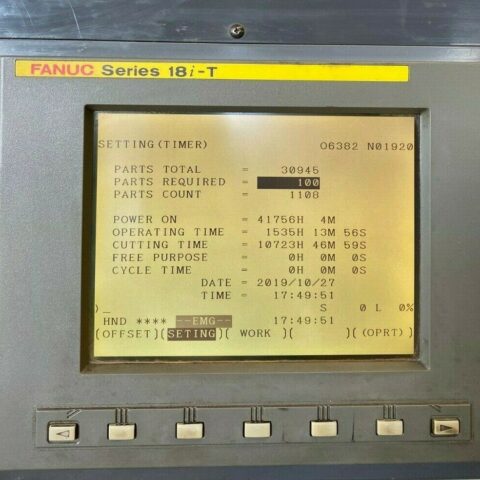 FANUC Series 18i-T
SETTING(TIMER) O6382 N01920
PARTS TOTAL = 30945
PARTS REQUIRED = 100
PARTS COUNT = 1108
POWER ON = 41756H 4M
OPERATING TIME = 1535H 13M 56S
CUTTING TIME = 10723H 46M 59S
FREE PURPOSE = 0H 0M 0S
CYCLE TIME = 0H 0M 0S
DATE = 2019/10/27
TIME = 17:49:51
)_ S 0 L 0%
HND **** --EMG-- 17:49:51
(OFFSET)(SETING)( WORK )( )( (OPRT)